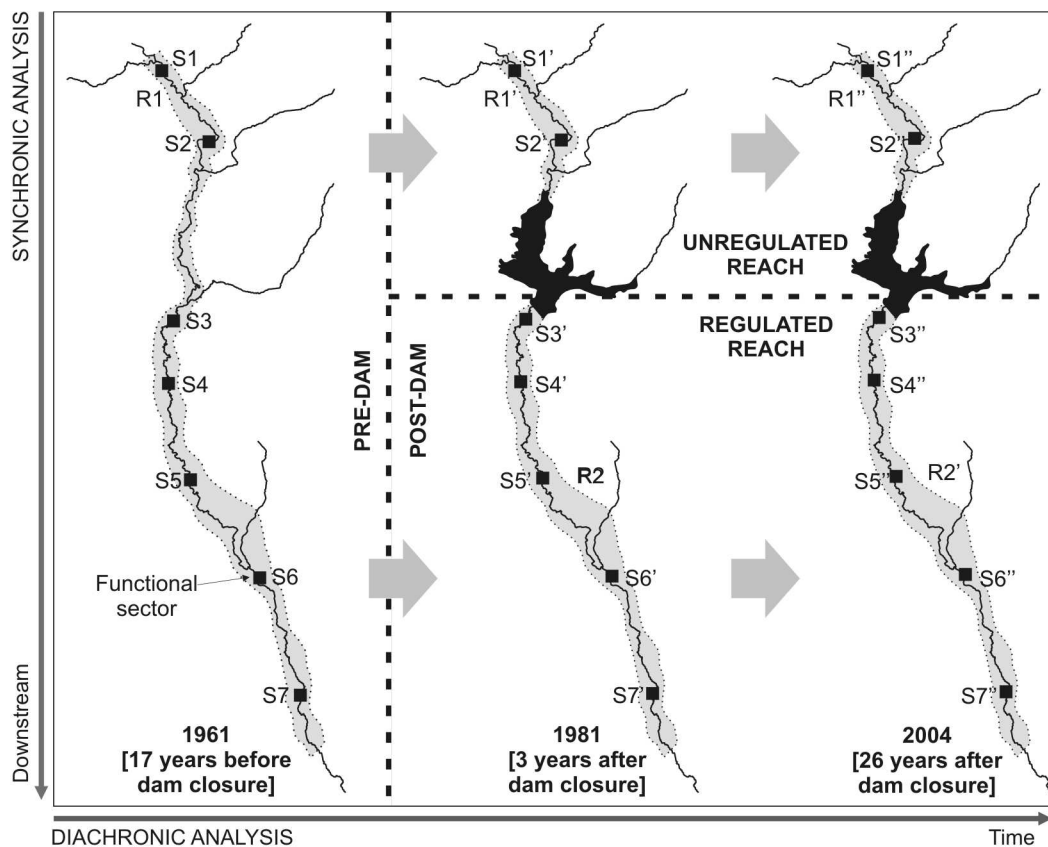 SYNCHRONIC ANALYSIS
Downstream
S1
R1
S2
S3
S4
S5
S6
Functional
sector
S7
1961
[17 years before
dam closure]
PRE-DAM
POST-DAM
S1’
R1’
S2’
UNREGULATED
REACH
REGULATED
REACH
S3’
S4’
S5’
R2
S6’
S7’
1981
[3 years after
dam closure]
S1’’
R1’’
S2’’
S3’’
S4’’
S5’’
R2’
S6’’
S7’’
2004
[26 years after
dam closure]
DIACHRONIC ANALYSIS
Time